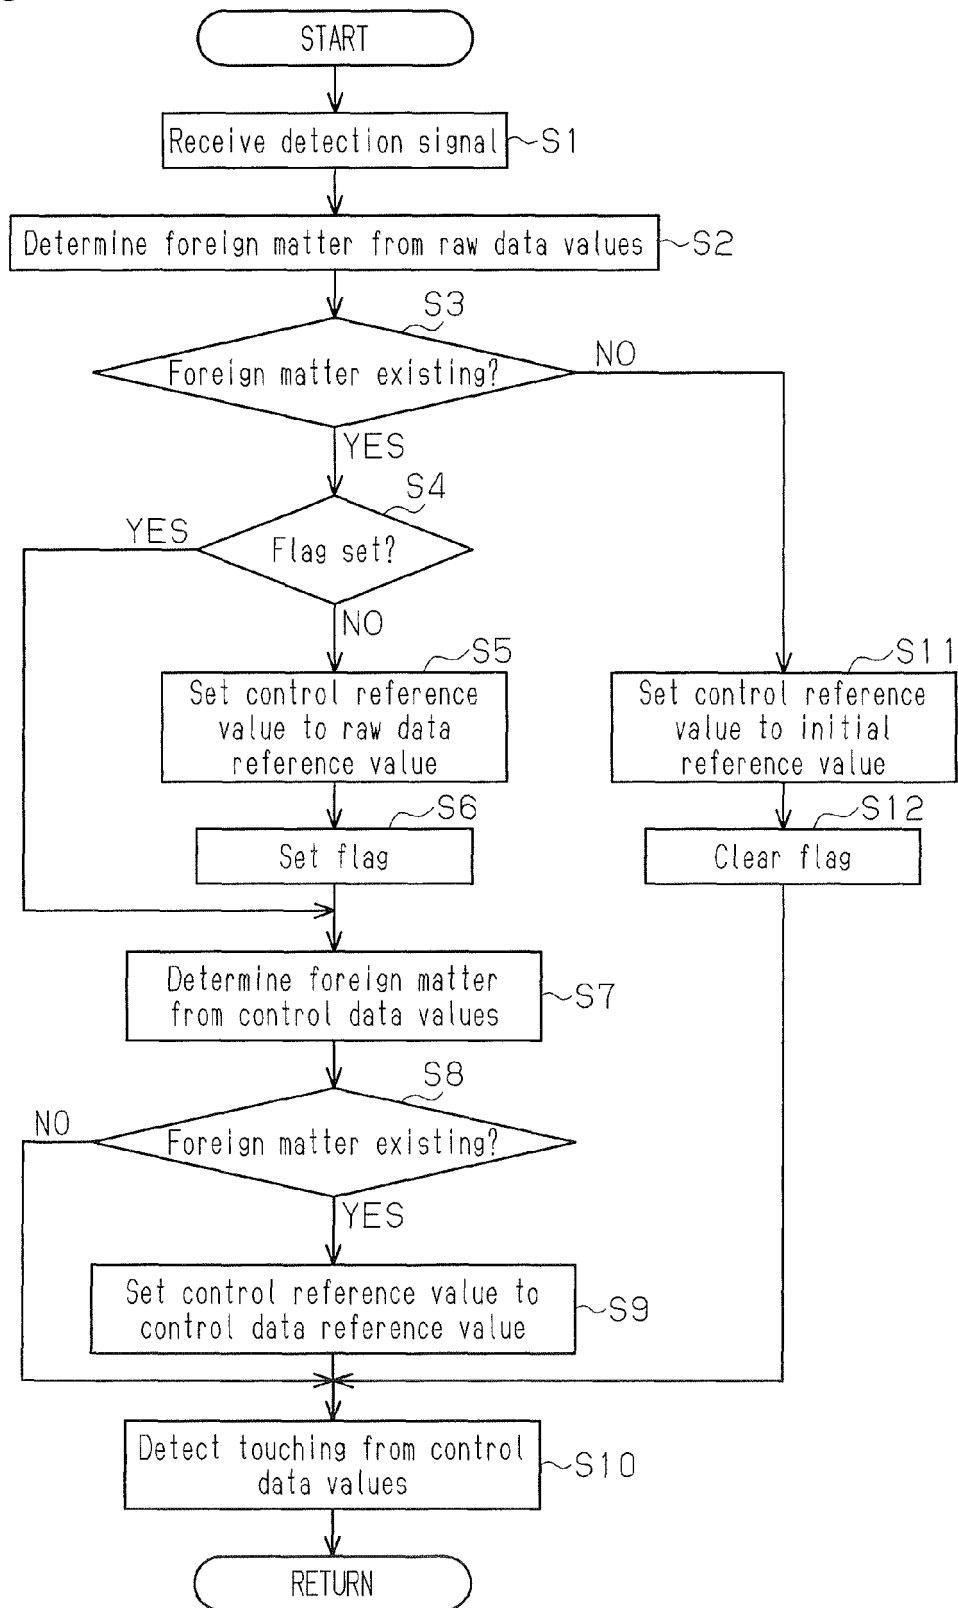 START
Receive detection signal
S1
Determine foreign matter from raw data values
S2
S3
Foreign matter existing?
NO
YES
S4
YES
Flag set?
NO
S5
Set control reference
value to raw data
reference value
S11
Set control reference
value to initial
reference value
S6
Set flag
S12
Clear flag
Determine foreign matter
from control data values
S7
S8
NO
Foreign matter existing?
YES
Set control reference value to
control data reference value
S9
Detect touching from control
data values
S10
RETURN